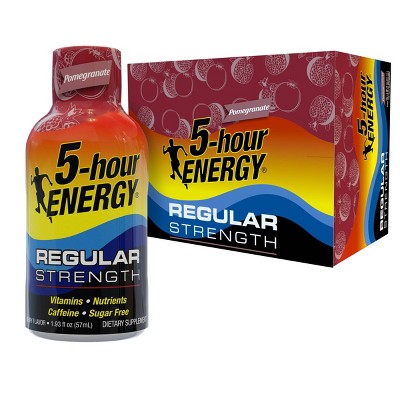 Pomegranate
5-hour
ENERGY®
REGULAR
STRENGTH
Vitamins • Nutrients
Caffeine • Sugar Free
FLAVOR • 1.93 fl oz (57mL) DIETARY SUPPLEMENT
Pomegranate
5-hour
ENERGY®
REGULAR
STRENGTH